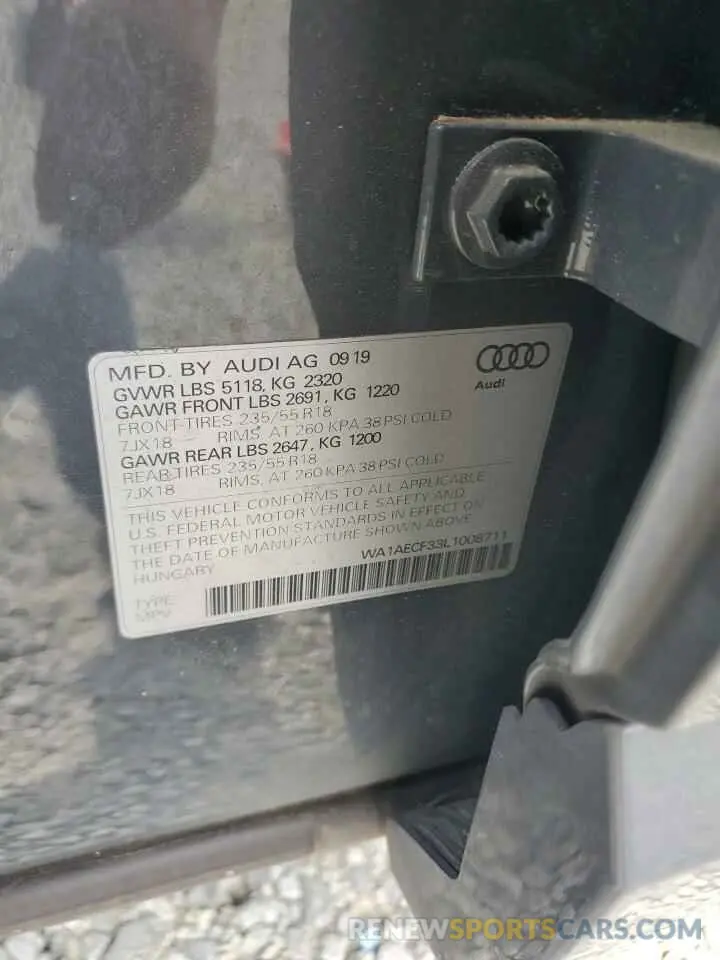 MFD. BY AUDI AG 09 19
GVWR LBS 5118, KG 2320
GAWR FRONT LBS 2691, KG 1220
FRONT-TIRES 235/55 R18
7JX18 RIMS, AT 260 KPA 38 PSI COLD
GAWR REAR LBS 2647, KG 1200
REAR-TIRES 235/55 R18
7JX18 RIMS, AT 260 KPA 38 PSI COLD
THIS VEHICLE CONFORMS TO ALL APPLICABLE
U.S. FEDERAL MOTOR VEHICLE SAFETY AND
THEFT PREVENTION STANDARDS IN EFFECT ON
THE DATE OF MANUFACTURE SHOWN ABOVE.
HUNGARY
WA1AECF33L1008711
TYPE:
MPV
Audi
RENEWSPORTSCARS.COM